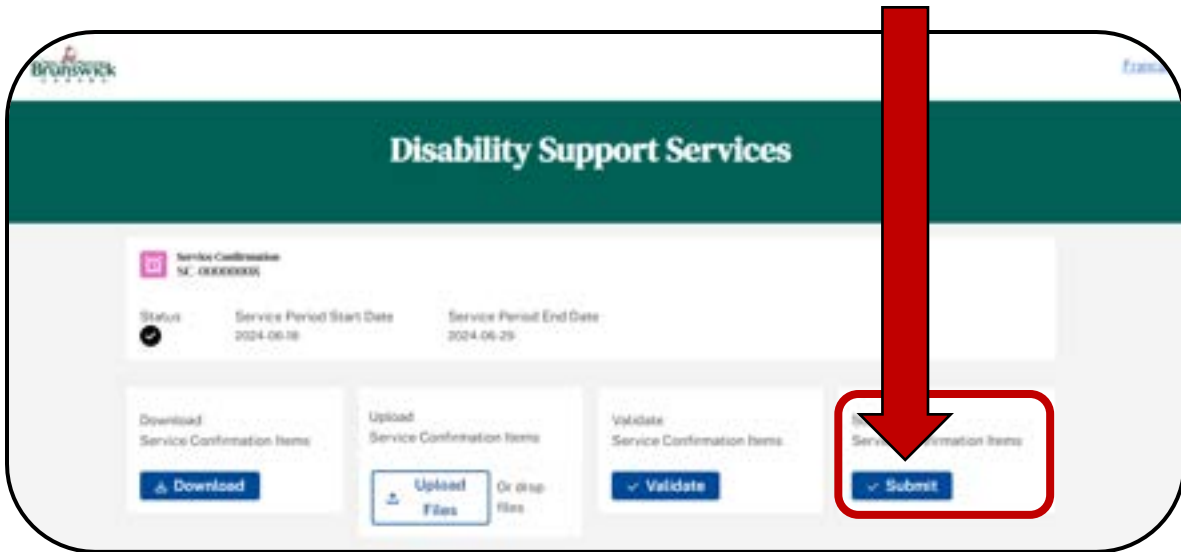 Brunswick
Disability Support Services
Service Confirmation
Status
Service Period Start Date
Service Period End Date
2024-06-18
2024-06-29
Download
Service Confirmation Items
Download
Upload
Service Confirmation Items
Upload Files
Or drop files
Validate
Service Confirmation Items
Validate
Items
Submit